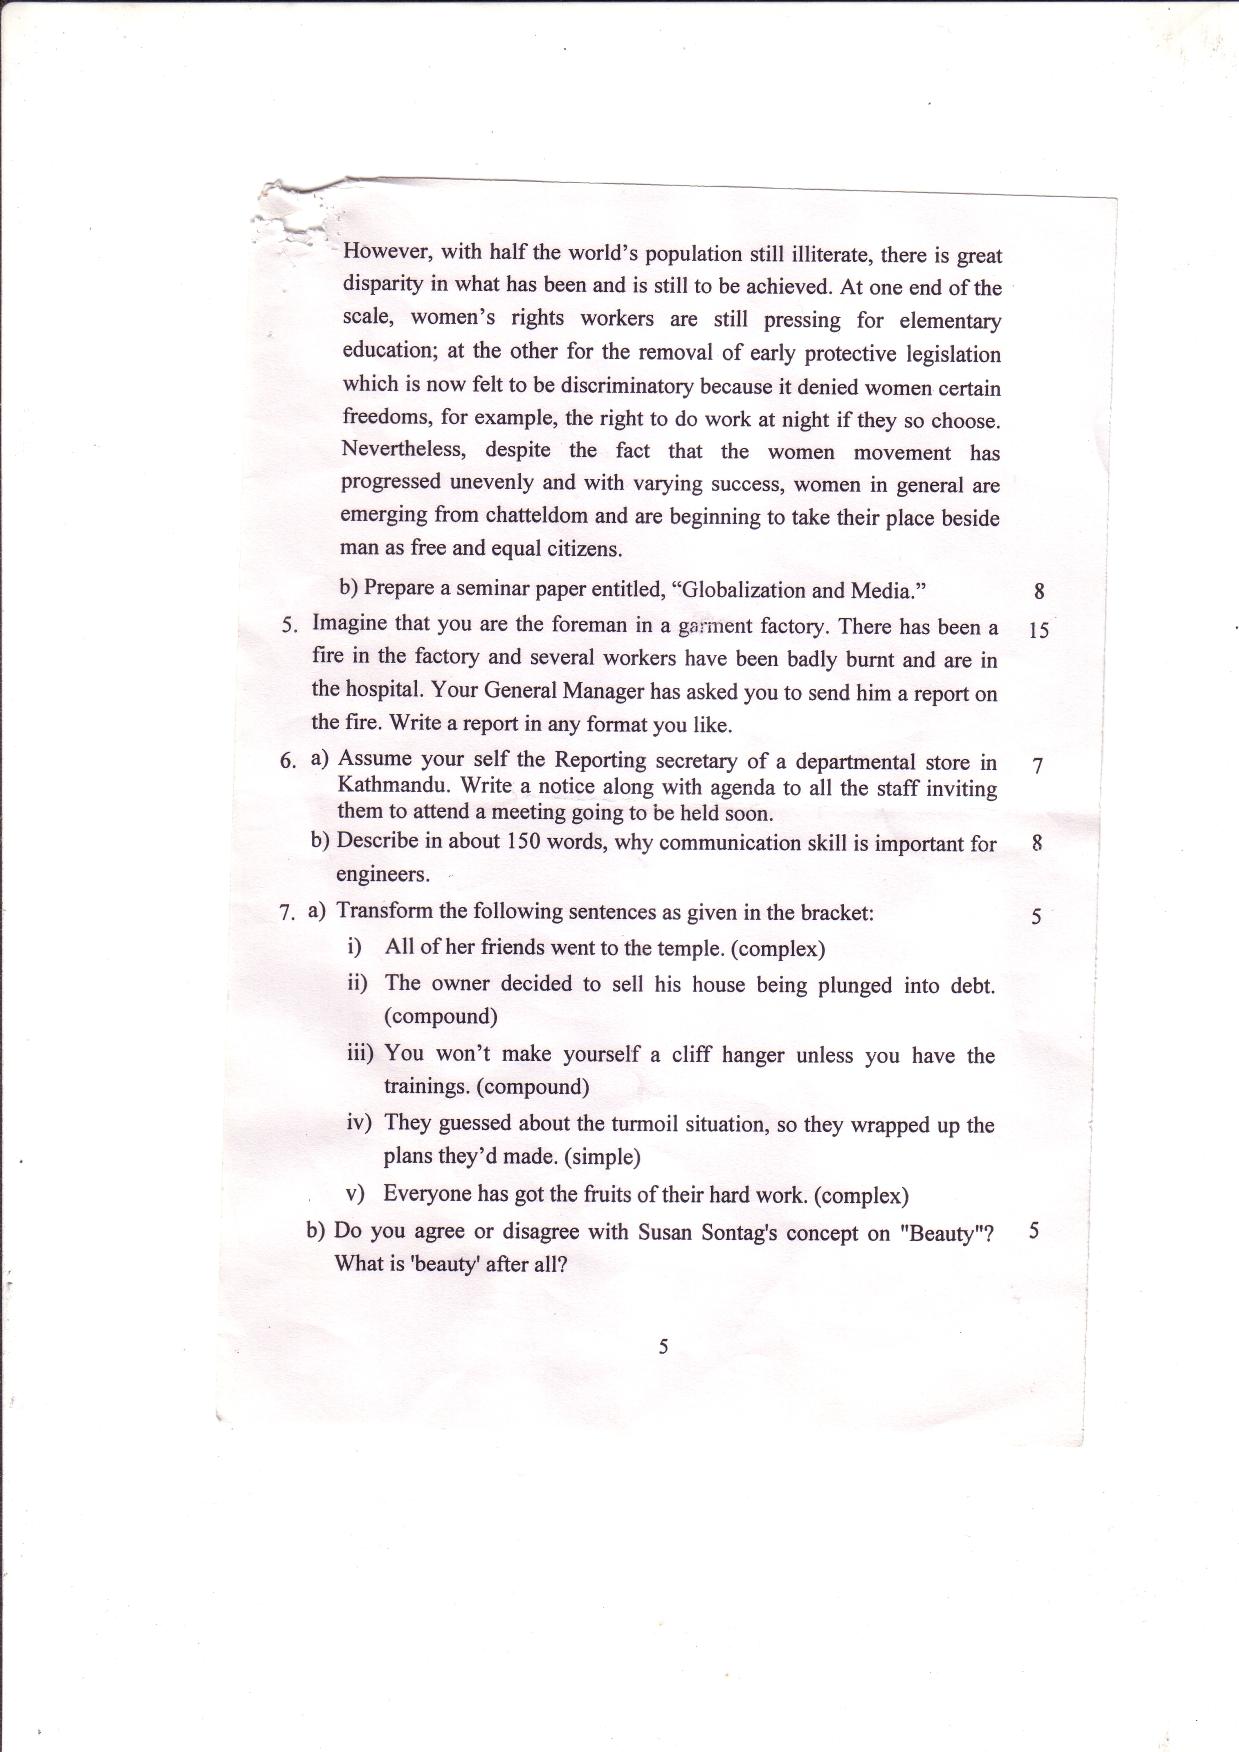 However, with half the world's population still illiterate, there is great
disparity in what has been and is still to be achieved. At one end of the
scale, women's rights workers are still pressing for elementary
education; at the other for the removal of early protective legislation
which is now felt to be discriminatory because it denied women certain
freedoms, for example, the right to do work at night if they so choose.
Nevertheless, despite the fact that the women movement has
progressed unevenly and with varying success, women in general are
emerging from chatteldom and are beginning to take their place beside
man as free and equal citizens.
b) Prepare a seminar paper entitled, “Globalization and Media.” 8
5. Imagine that you are the foreman in a garment factory. There has been a 15
fire in the factory and several workers have been badly burnt and are in
the hospital. Your General Manager has asked you to send him a report on
the fire. Write a report in any format you like.
6. a) Assume your self the Reporting secretary of a departmental store in 7
Kathmandu. Write a notice along with agenda to all the staff inviting
them to attend a meeting going to be held soon.
b) Describe in about 150 words, why communication skill is important for 8
engineers.
7. a) Transform the following sentences as given in the bracket: 5
i) All of her friends went to the temple. (complex)
ii) The owner decided to sell his house being plunged into debt.
(compound)
iii) You won't make yourself a cliff hanger unless you have the
trainings. (compound)
iv) They guessed about the turmoil situation, so they wrapped up the
plans they'd made. (simple)
v) Everyone has got the fruits of their hard work. (complex)
b) Do you agree or disagree with Susan Sontag's concept on "Beauty"? 5
What is 'beauty' after all?
5